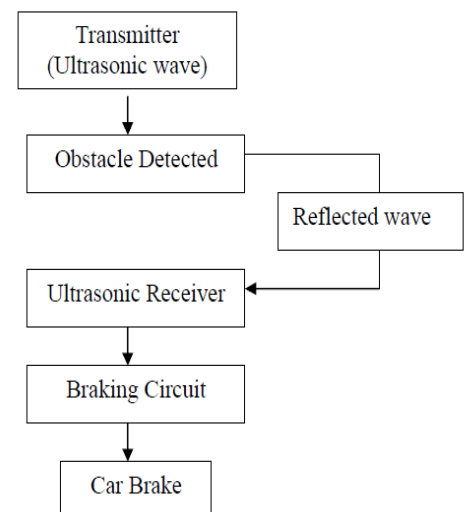 Transmitter
(Ultrasonic wave)
Obstacle Detected
Reflected wave
Ultrasonic Receiver
Braking Circuit
Car Brake